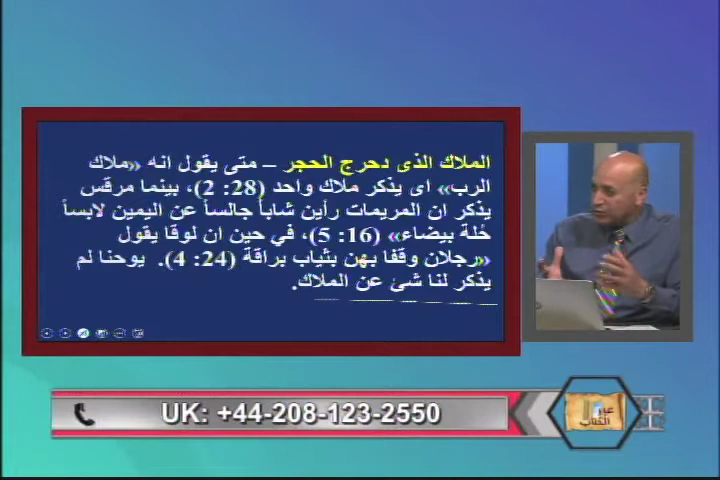 الملاك الذى دحرج الحجر – متى يقول انه «ملاك
الرب» اى يذكر ملاك واحد (28: 2)، بينما مرقس
يذكر ان المريمات رأين شاباً جالساً عن اليمين لابساً
حُلة بيضاء» (16: 5)، في حين ان لوقا يقول
«رجلان وقفا بهن بثياب براقة (24: 4). يوحنا لم
يذكر لنا شئ عن الملاك.
UK: +44-208-123-2550